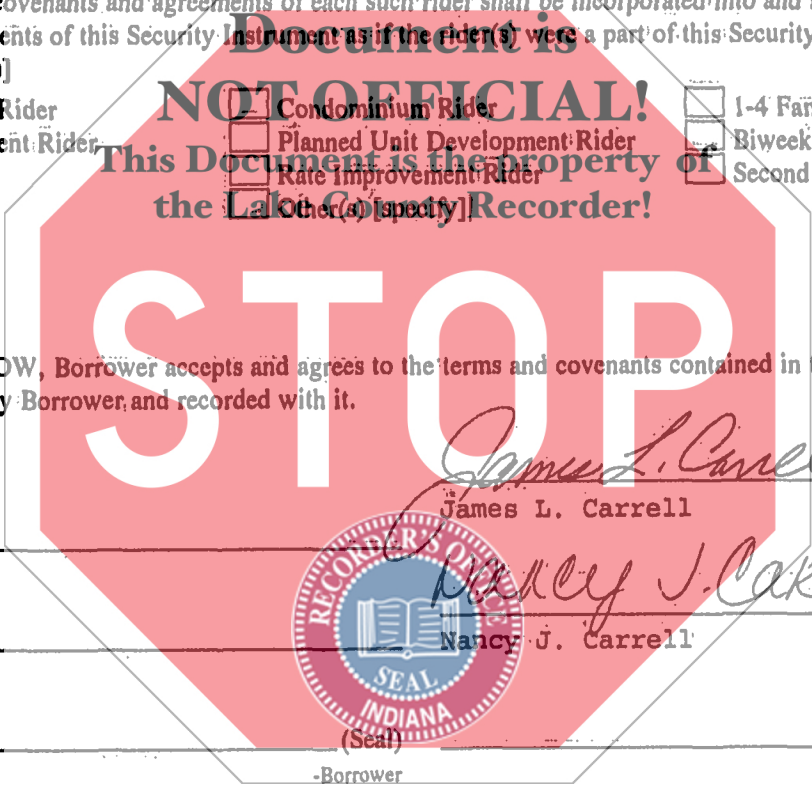 ovenants and agreements of each such rider shall be incorporated into and
ents of this Security Instrument as if the rider(s) were a part of this Security
Document is
NOT OFFICIAL!
This Document is the property of
the Lake County Recorder!
]
Rider
Condominium Rider
1-4 Fam
ent Rider
Planned Unit Development Rider
Biweek
Rate Improvement Rider
Second
Other(s) [specify]
STOP
OW, Borrower accepts and agrees to the terms and covenants contained in
y Borrower and recorded with it.
James L. Carrell
James L. Carrell
Nancy J. Car
Nancy J. Carrell
RECORDER'S OFFICE
SEAL
INDIANA
(Seal)
-Borrower